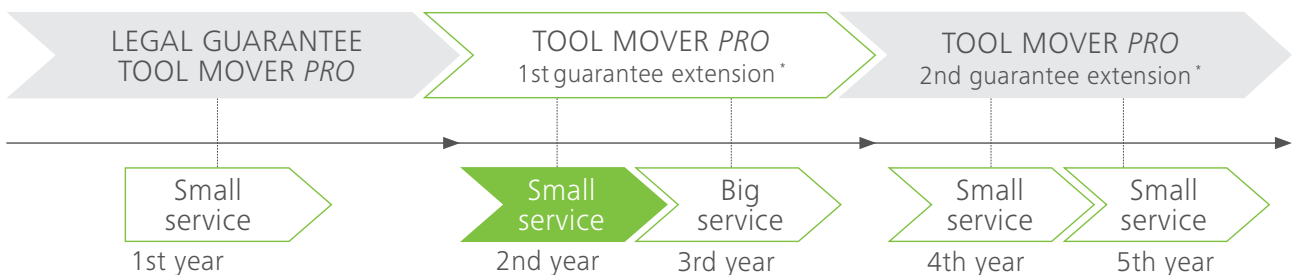 LEGAL GUARANTEE
TOOL MOVER PRO
TOOL MOVER PRO
1st guarantee extension*
TOOL MOVER PRO
2nd guarantee extension*
Small
service
1st year
Small
service
2nd year
Big
service
3rd year
Small
service
4th year
Small
service
5th year